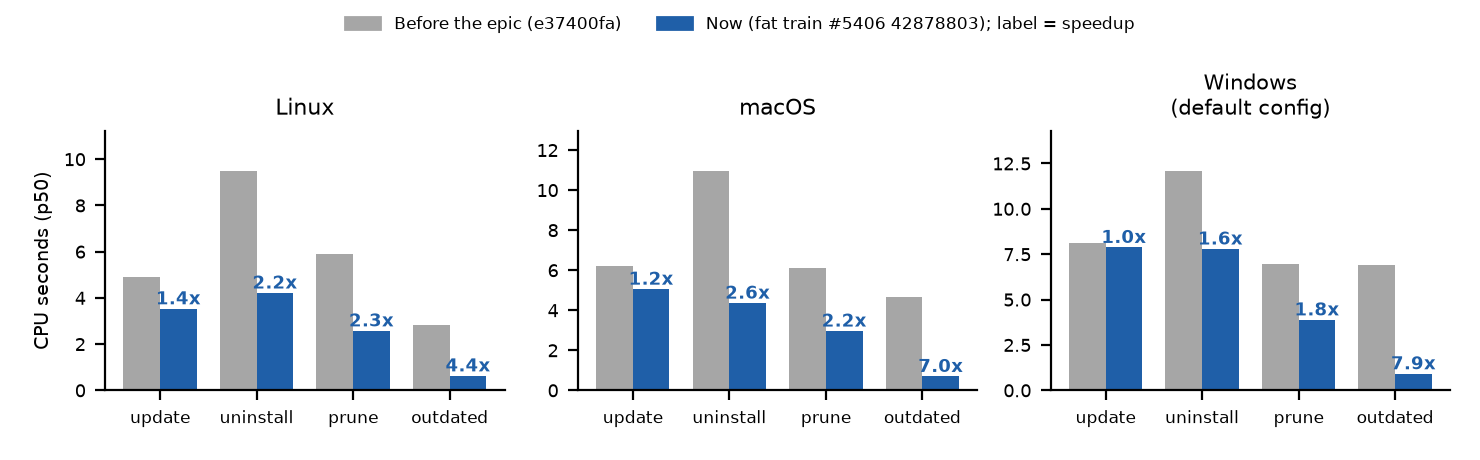 Before the epic (e37400fa)
Now (fat train #5406 42878803); label = speedup
Linux
CPU seconds (p50)
10
8
6
4
2
0
1.4x
2.2x
2.3x
4.4x
update
uninstall
prune
outdated
macOS
12
10
8
6
4
2
0
1.2x
2.6x
2.2x
7.0x
update
uninstall
prune
outdated
Windows
(default config)
12.5
10.0
7.5
5.0
2.5
0.0
1.0x
1.6x
1.8x
7.9x
update
uninstall
prune
outdated